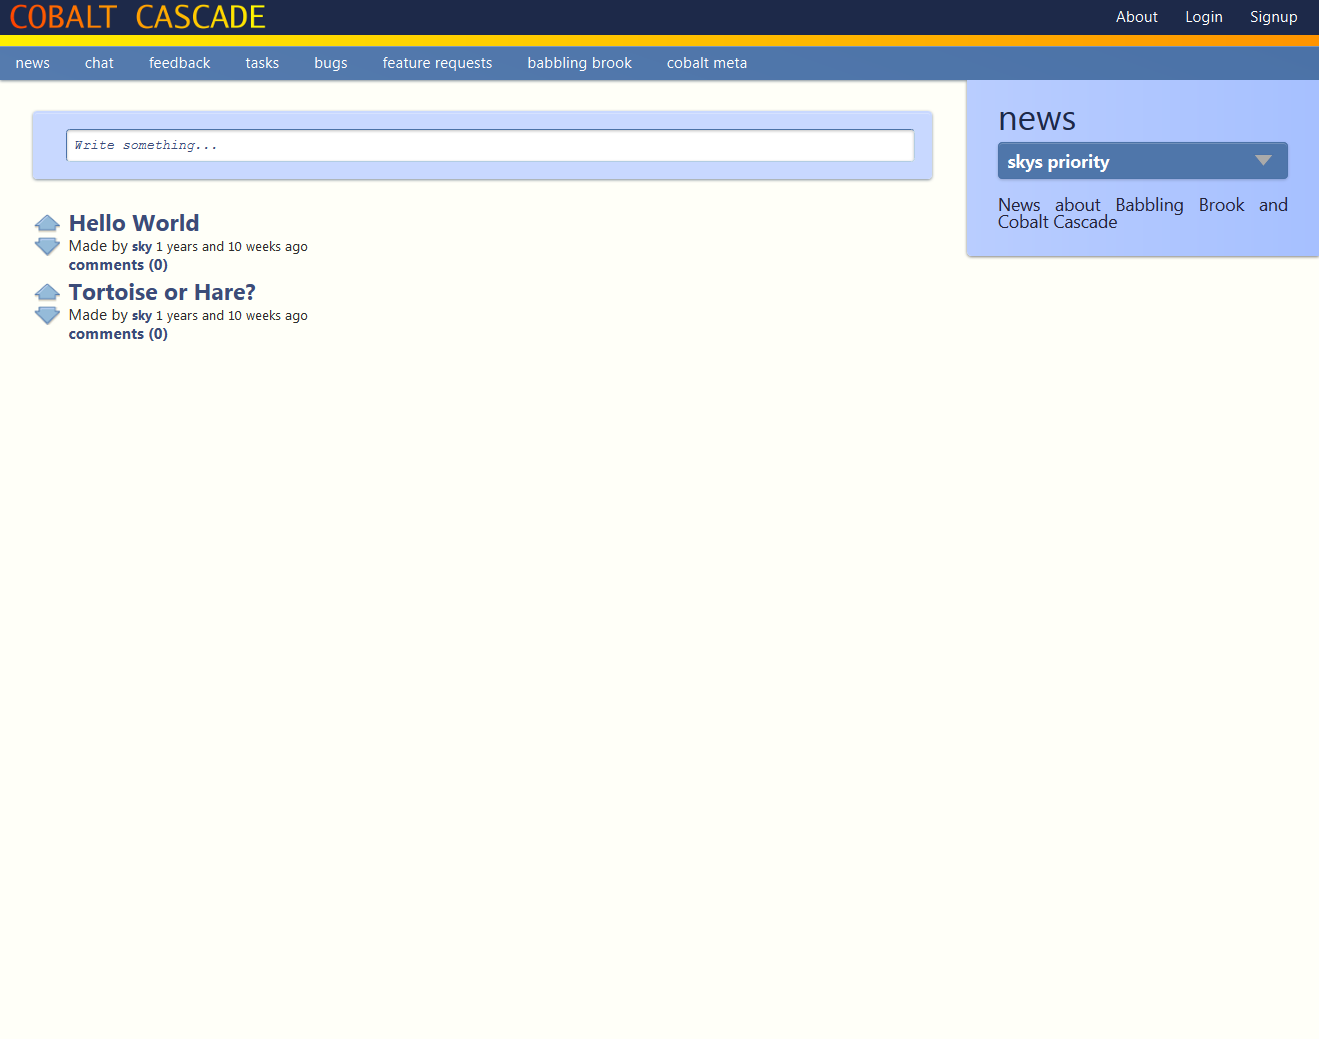 COBALT CASCADE
About Login Signup
news chat feedback tasks bugs feature requests babbling brook cobalt meta
Write something...
Hello World
Made by sky 1 years and 10 weeks ago
comments (0)
Tortoise or Hare?
Made by sky 1 years and 10 weeks ago
comments (0)
news
skys priority
News about Babbling Brook and
Cobalt Cascade